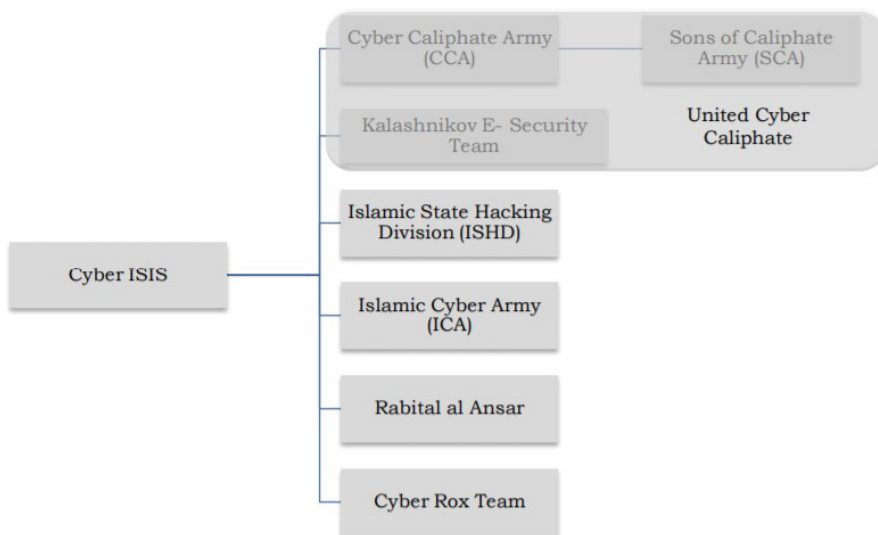 Cyber Caliphate Army
(CCA)
Sons of Caliphate
Army (SCA)
Kalashnikov E- Security
Team
United Cyber
Caliphate
Islamic State Hacking
Division (ISHD)
Cyber ISIS
Islamic Cyber Army
(ICA)
Rabital al Ansar
Cyber Rox Team